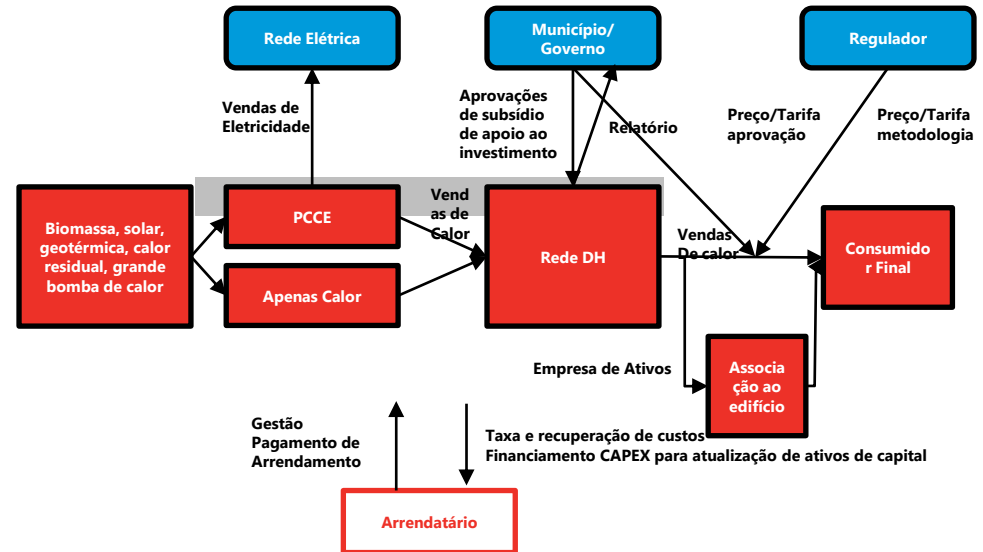 Rede Elétrica
Município/
Governo
Regulador
Vendas de
Eletricidade
Aprovações
de subsídio
de apoio ao
investimento
Relatório
Preço/Tarifa
aprovação
Preço/Tarifa
metodologia
Biomassa, solar,
geotérmica, calor
residual, grande
bomba de calor
PCCE
Apenas Calor
Vend
as de
Calor
Rede DH
Vendas
De calor
Consumido
r Final
Empresa de Ativos
Associa
ção ao
edifício
Gestão
Pagamento de
Arrendamento
Taxa e recuperação de custos
Financiamento CAPEX para atualização de ativos de capital
Arrendatário